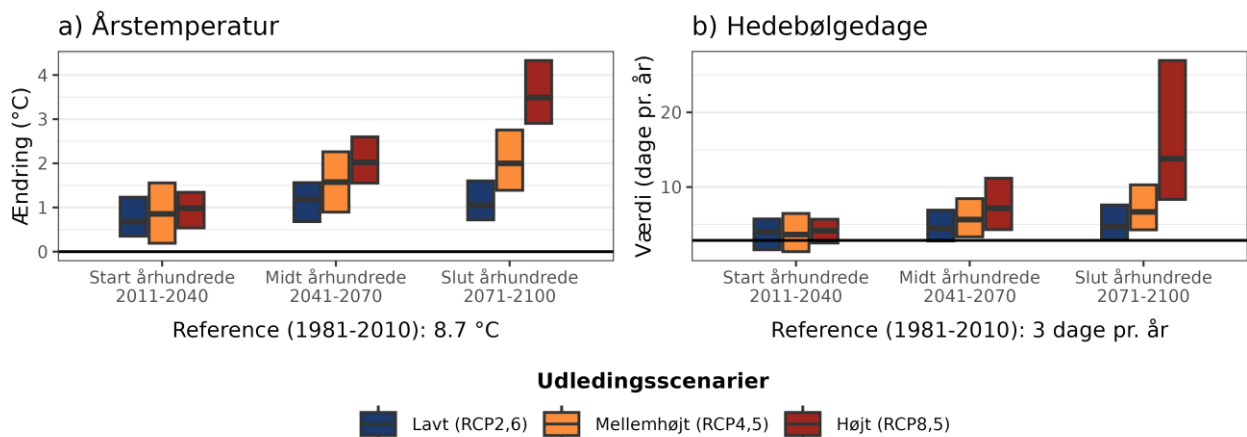 a) Årstemperatur
Ændring (°C)
4
3
2
1
0
Start århundrede
2011-2040
Midt århundrede
2041-2070
Slut århundrede
2071-2100
Reference (1981-2010): 8.7 °C
b) Hedebølgedage
Værdi (dage pr. år)
20
10
Start århundrede
2011-2040
Midt århundrede
2041-2070
Slut århundrede
2071-2100
Reference (1981-2010): 3 dage pr. år
Udledingsscenarier
Lavt (RCP2,6)
Mellemhøjt (RCP4,5)
Højt (RCP8,5)